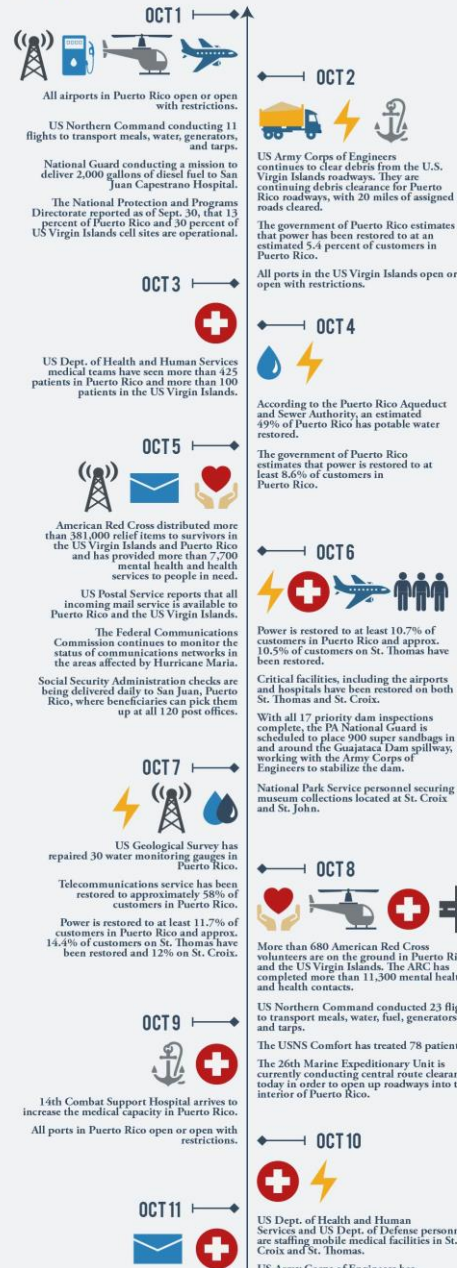 OCT 1
All airports in Puerto Rico open or open
with restrictions.
US Northern Command conducting 11
flights to transport meals, water, generators,
and tarps.
National Guard conducting a mission to
deliver 2,000 gallons of diesel fuel to San
Juan Capestrano Hospital.
The National Protection and Programs
Directorate reported as of Sept. 30, that 13
percent of Puerto Rico and 30 percent of
US Virgin Islands cell sites are operational.
OCT 2
US Army Corps of Engineers
continues to clear debris from the U.S.
Virgin Islands roadways. They are
continuing debris clearance for Puerto
Rico roadways, with 20 miles of assigned
roads cleared.
The government of Puerto Rico estimates
that power has been restored to at an
estimated 5.4 percent of customers in
Puerto Rico.
All ports in the US Virgin Islands open or
open with restrictions.
OCT 3
US Dept. of Health and Human Services
medical teams have seen more than 425
patients in Puerto Rico and more than 100
patients in the US Virgin Islands.
OCT 4
According to the Puerto Rico Aqueduct
and Sewer Authority, an estimated
49% of Puerto Rico has potable water
restored.
The government of Puerto Rico
estimates that power is restored to at
least 8.6% of customers in
Puerto Rico.
OCT 5
American Red Cross distributed more
than 381,000 relief items to survivors in
the US Virgin Islands and Puerto Rico
and has provided more than 7,700
mental health and health
services to people in need.
US Postal Service reports that all
incoming mail service is available to
Puerto Rico and the US Virgin Islands.
The Federal Communications
Commission continues to monitor the
status of communications networks in
the areas affected by Hurricane Maria.
Social Security Administration checks are
being delivered daily to San Juan, Puerto
Rico, where beneficiaries can pick them
up at all 120 post offices.
OCT 6
Power is restored to at least 10.7% of
customers in Puerto Rico and approx.
10.5% of customers on St. Thomas have
been restored.
Critical facilities, including the airports
and hospitals have been restored on both
St. Thomas and St. Croix.
With all 17 priority dam inspections
complete, the PA National Guard is
scheduled to place 900 super sandbags in
and around the Guajataca Dam spillway,
working with the Army Corps of
Engineers to stabilize the dam.
National Park Service personnel securing
museum collections located at St. Croix
and St. John.
OCT 7
US Geological Survey has
repaired 30 water monitoring gauges in
Puerto Rico.
Telecommunications service has been
restored to approximately 58% of
customers in Puerto Rico.
Power is restored to at least 11.7% of
customers in Puerto Rico and approx.
14.4% of customers on St. Thomas have
been restored and 12% on St. Croix.
OCT 8
More than 680 American Red Cross
volunteers are on the ground in Puerto Ri
and the US Virgin Islands. The ARC has
completed more than 11,300 mental healt
and health contacts.
US Northern Command conducted 23 flig
to transport meals, water, fuel, generators
and tarps.
The USNS Comfort has treated 78 patient
The 26th Marine Expeditionary Unit is
currently conducting central route clearan
today in order to open up roadways into t
interior of Puerto Rico.
OCT 9
14th Combat Support Hospital arrives to
increase the medical capacity in Puerto Rico.
All ports in Puerto Rico open or open with
restrictions.
OCT 10
US Dept. of Health and Human
Services and US Dept. of Defense personn
are staffing mobile medical facilities in St.
Croix and St. Thomas.
US Army Corps of Engineers has
OCT 11